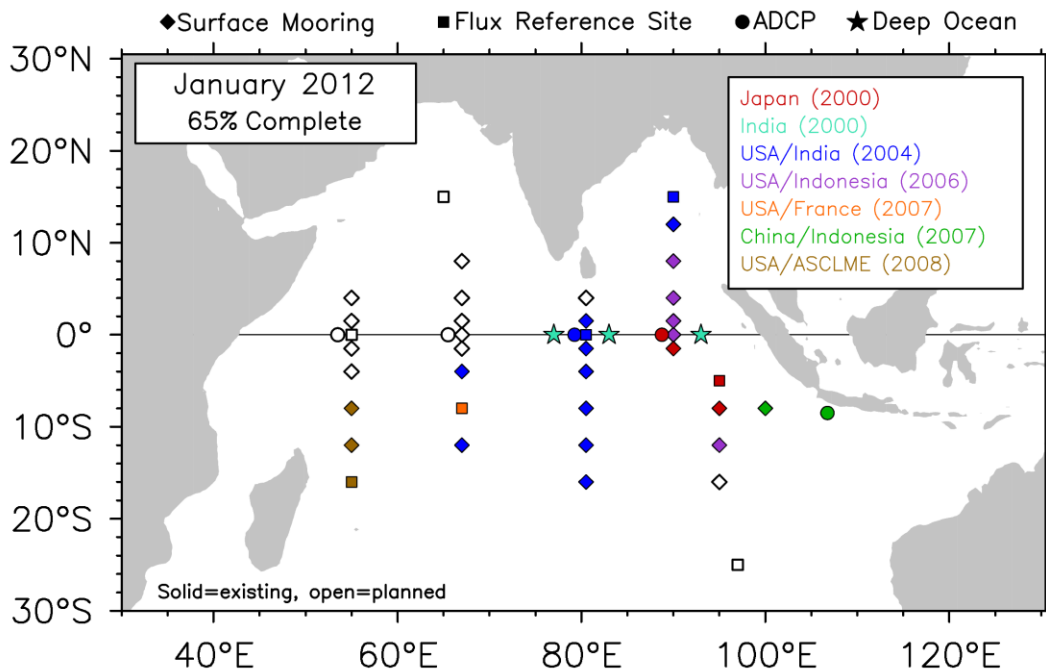 Surface Mooring Flux Reference Site ADCP Deep Ocean
30°N
January 2012
65% Complete
Japan (2000)
India (2000)
USA/India (2004)
USA/Indonesia (2006)
USA/France (2007)
China/Indonesia (2007)
USA/ASCLME (2008)
20°N
10°N
0°
10°S
20°S
Solid=existing, open=planned
30°S
40°E 60°E 80°E 100°E 120°E